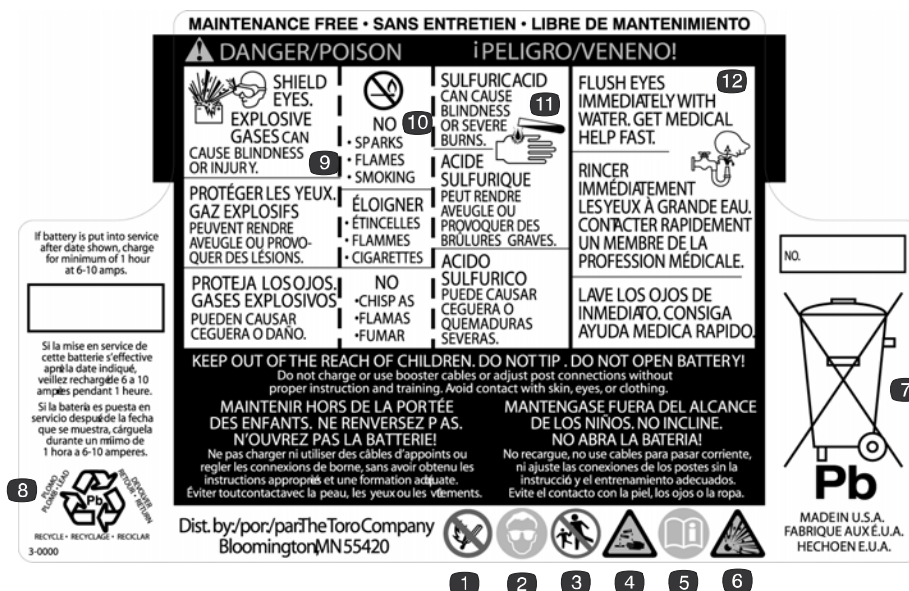 MAINTENANCE FREE • SANS ENTRETIEN • LIBRE DE MANTENIMIENTO
DANGER/POISON
¡PELIGRO/VENENO!
SHIELD
EYES.
EXPLOSIVE
GASES CAN
CAUSE BLINDNESS
OR INJURY.
9
NO
10
• SPARKS
• FLAMES
• SMOKING
SULFURIC ACID
CAN CAUSE
BLINDNESS
OR SEVERE
BURNS.
11
FLUSH EYES
IMMEDIATELY WITH
WATER. GET MEDICAL
HELP FAST.
12
PROTÉGER LES YEUX.
GAZ EXPLOSIFS
PEUVENT RENDRE
AVEUGLE OU PROVO-
QUER DES LÉSIONS.
ÉLOIGNER
• ÉTINCELLES
• FLAMMES
• CIGARETTES
ACIDE
SULFURIQUE
PEUT RENDRE
AVEUGLE OU
PROVOQUER DES
BRÛLURES GRAVES.
RINCER
IMMÉDIATEMENT
LES YEUX À GRANDE EAU.
CONTACTER RAPIDEMENT
UN MEMBRE DE LA
PROFESSION MÉDICALE.
PROTEJA LOS OJOS.
GASES EXPLOSIVOS
PUEDEN CAUSAR
CEGUERA O DAÑO.
NO
•CHISP AS
•FLAMAS
•FUMAR
ACIDO
SULFURICO
PUEDE CAUSAR
CEGUERA O
QUEMADURAS
SEVERAS.
LAVE LOS OJOS DE
INMEDIATO. CONSIGA
AYUDA MEDICA RAPIDO.
KEEP OUT OF THE REACH OF CHILDREN. DO NOT TIP . DO NOT OPEN BATTERY!
Do not charge or use booster cables or adjust post connections without
proper instruction and training. Avoid contact with skin, eyes, or clothing.
MAINTENIR HORS DE LA PORTÉE
DES ENFANTS. NE RENVERSEZ P AS.
N'OUVREZ PAS LA BATTERIE!
Ne pas charger ni utiliser des câbles d'appoints ou
regler les connexions de borne, sans avoir obtenu les
instructions appropriés et une formation adéquate.
Éviter toutcontactavec la peau, les yeux ou les vêtements.
MANTENGASE FUERA DEL ALCANCE
DE LOS NIÑOS. NO INCLINE.
NO ABRA LA BATERIA!
No recargue, no use cables para pasar corriente,
ni ajuste las conexiones de los postes sin la
instrucció y el entrenamiento adecuados.
Evite el contacto con la piel, los ojos o la ropa.
If battery is put into service
after date shown, charge
for minimum of 1 hour
at 6-10 amps.
Si la mise en service de
cette batterie s'effective
après la date indiqué,
veillez rechargé de 6 a 10
ampères pendant 1 heure.
Si la batería es puesta en
servicio después de la fecha
que se muestra, cárguela
durante un mínimo de
1 hora a 6-10 amperes.
8
PLOMO
PLOMB • LEAD
DEVOLVER
RETOUR • RETURN
Pb
RECYCLE • RECYCLAGE • RECICLAR
3-0000
NO.
7
Pb
MADE IN U.S.A.
FABRIQUE AUX É.U.A.
HECHO EN E.U.A.
Dist. by:/por:/par: The Toro Company
Bloomington, MN 55420
1
2
3
4
5
6